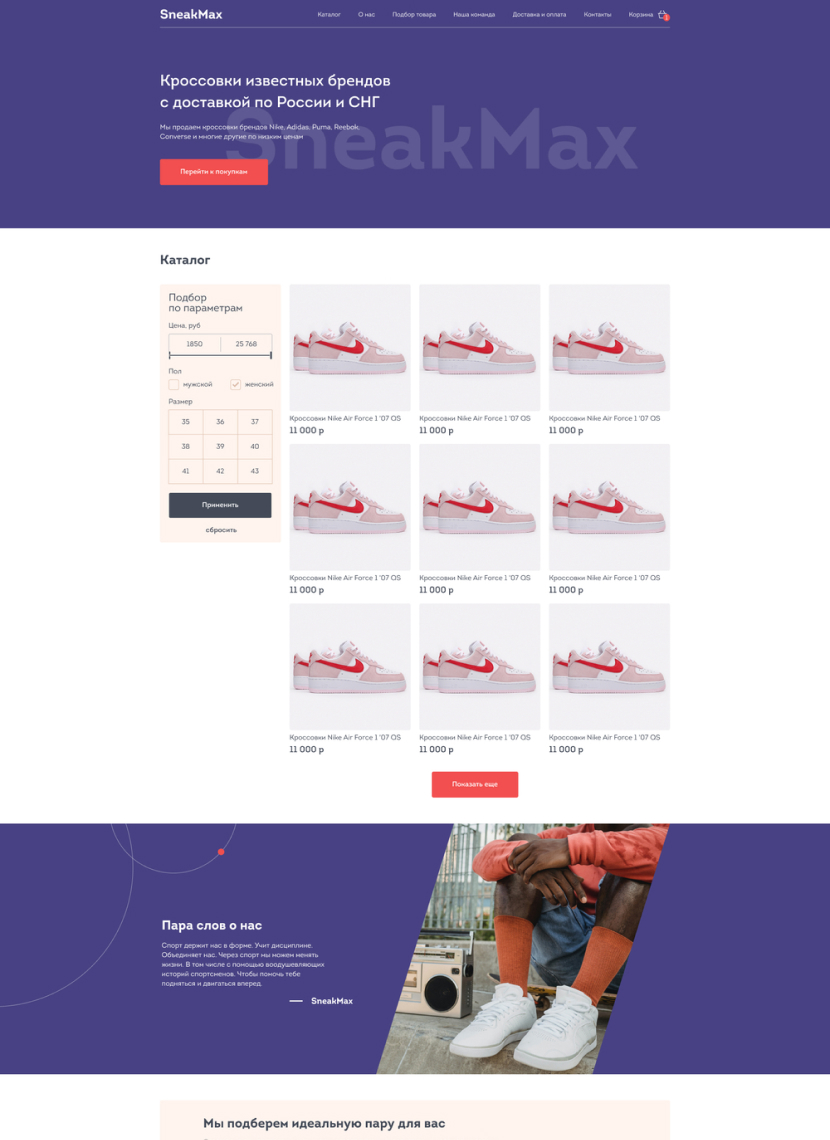 SneakMax
Каталог
О нас
Подбор товара
Наша команда
Доставка и оплата
Контакты
Корзина
1
Кроссовки известных брендов
с доставкой по России и СНГ
SneakMax
Мы продаем кроссовки брендов Nike, Adidas, Puma, Reebok,
Converse и многие другие по низким ценам
Перейти к покупкам
Каталог
Подбор
по параметрам
Цена, руб
1850
25 768
Пол
мужской
женский
Размер
35 36 37
38 39 40
41 42 43
Применить
сбросить
Кроссовки Nike Air Force 1 '07 QS
11 000 р
Кроссовки Nike Air Force 1 '07 QS
11 000 р
Кроссовки Nike Air Force 1 '07 QS
11 000 р
Кроссовки Nike Air Force 1 '07 QS
11 000 р
Кроссовки Nike Air Force 1 '07 QS
11 000 р
Кроссовки Nike Air Force 1 '07 QS
11 000 р
Кроссовки Nike Air Force 1 '07 QS
11 000 р
Кроссовки Nike Air Force 1 '07 QS
11 000 р
Кроссовки Nike Air Force 1 '07 QS
11 000 р
Показать еще
Пара слов о нас
Спорт держит нас в форме. Учит дисциплине.
Объединяет нас. Через спорт мы можем менять
жизни. В том числе с помощью воодушевляющих
историй спортсменов. Чтобы помочь тебе
подняться и двигаться вперед.
SneakMax
Мы подберем идеальную пару для вас